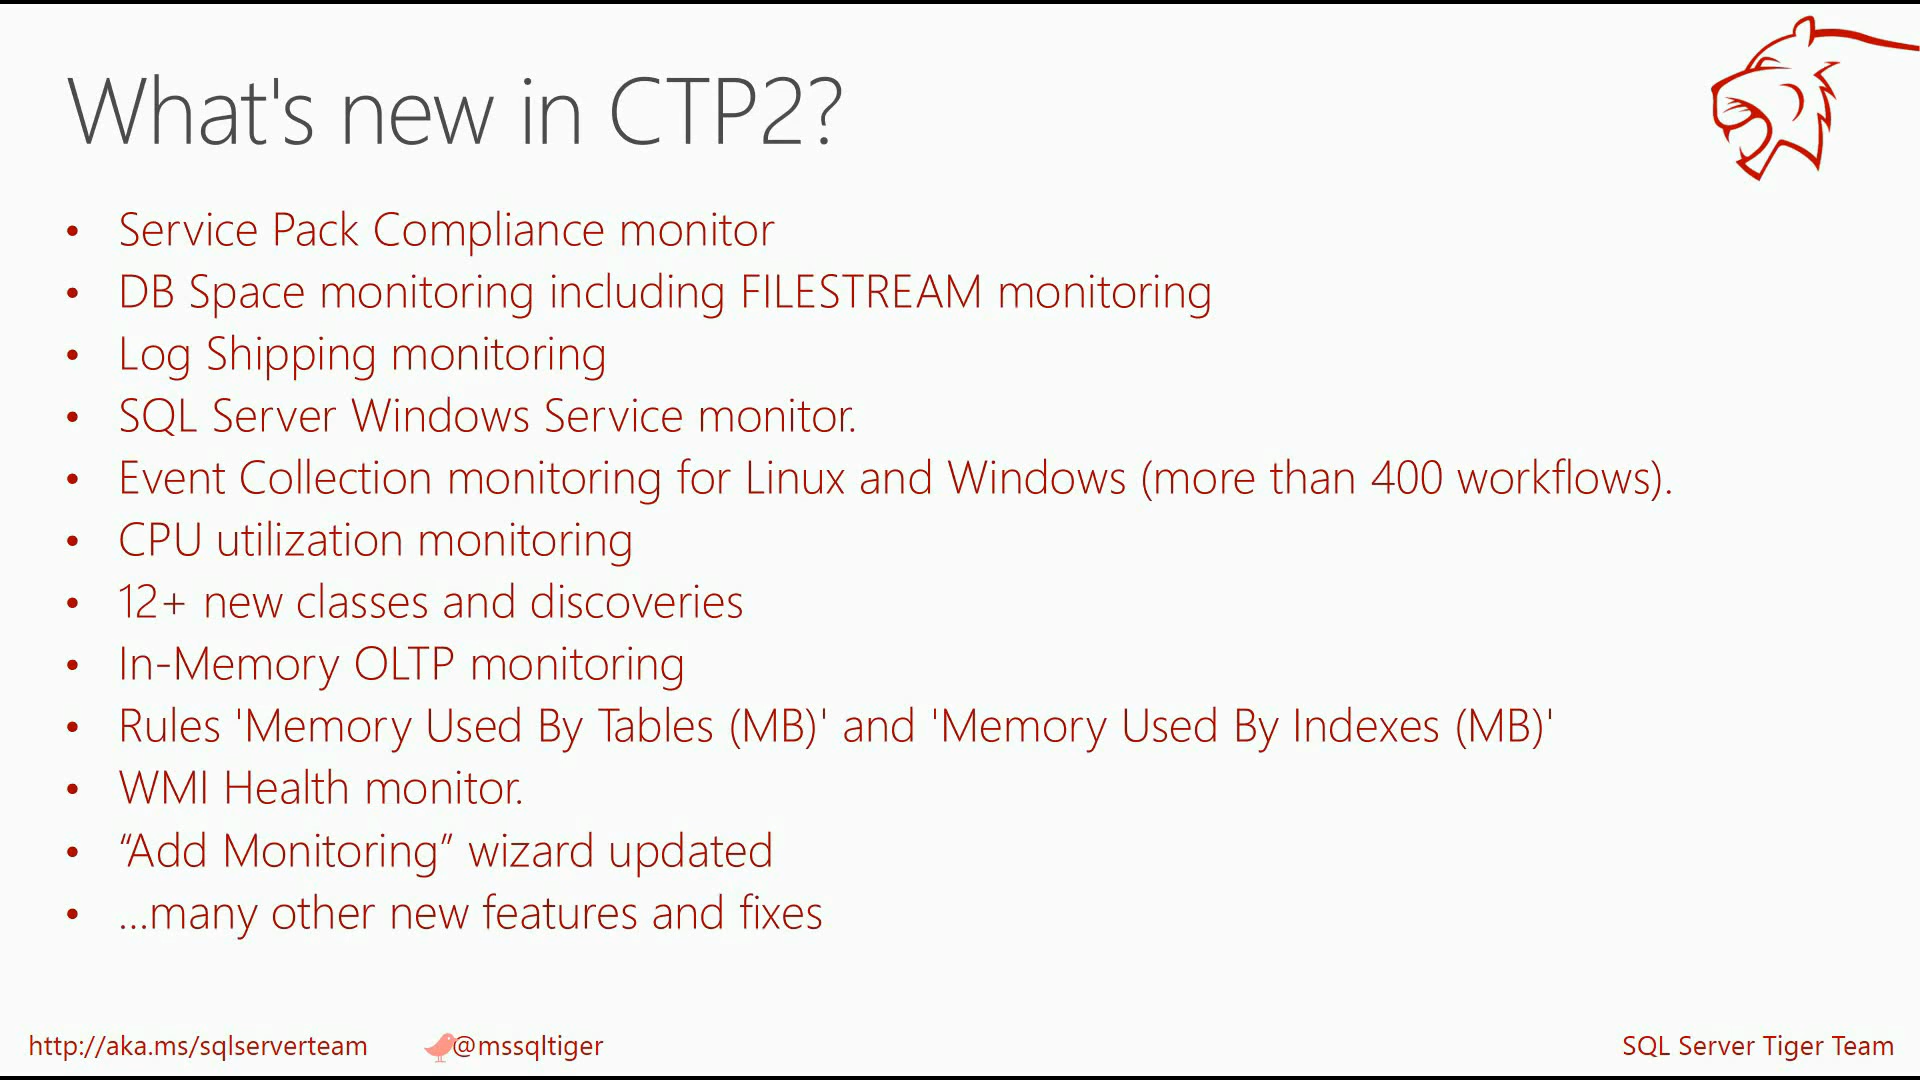 What's new in CTP2?
• Service Pack Compliance monitor
• DB Space monitoring including FILESTREAM monitoring
• Log Shipping monitoring
• SQL Server Windows Service monitor.
• Event Collection monitoring for Linux and Windows (more than 400 workflows).
• CPU utilization monitoring
• 12+ new classes and discoveries
• In-Memory OLTP monitoring
• Rules 'Memory Used By Tables (MB)' and 'Memory Used By Indexes (MB)'
• WMI Health monitor.
• “Add Monitoring” wizard updated
• ...many other new features and fixes
http://aka.ms/sqlserverteam @mssqltiger SQL Server Tiger Team